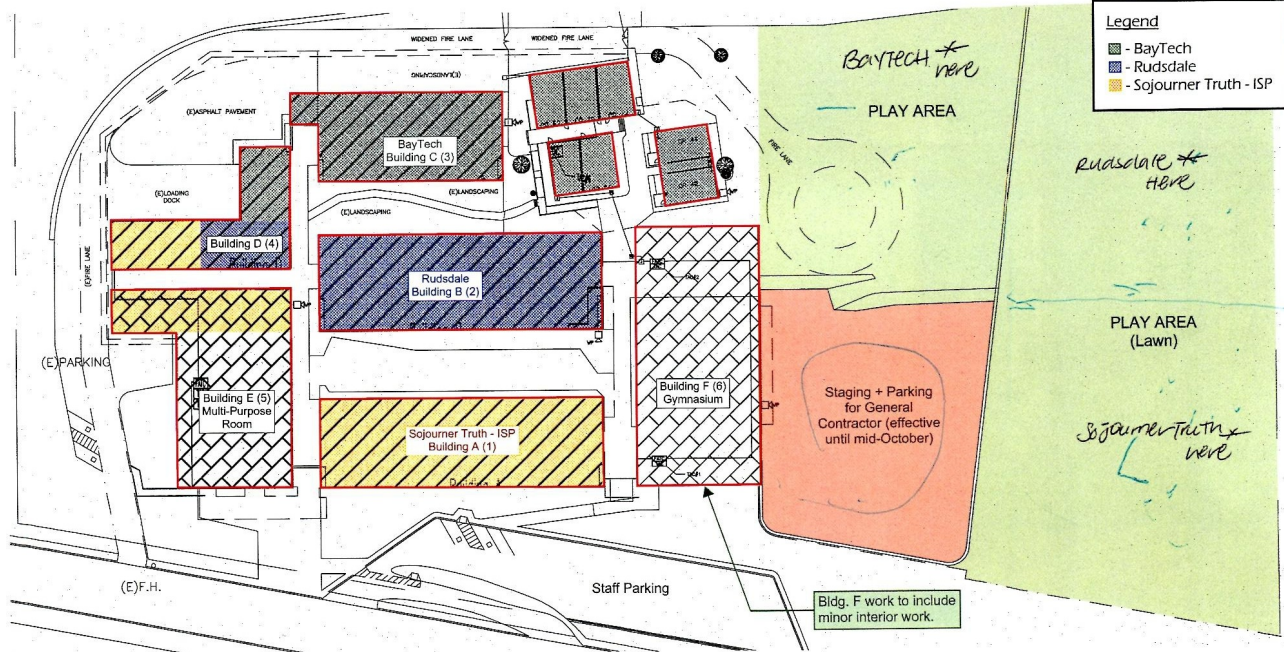 Legend
- BayTech
- Rudsdale
- Sojourner Truth - ISP
WIDENED FIRE LANE
WIDENED FIRE LANE
(E)LANDSCAPING
(E)ASPHALT PAVEMENT
BayTech
Building C (3)
BAYTECH *
here
PLAY AREA
FIRE LANE
Rudsdale *
Here
(E)LOADING
DOCK
(E)LANDSCAPING
(E)LANDSCAPING
Building D (4)
(E)FIRE LANE
Rudsdale
Building B (2)
PLAY AREA
(Lawn)
(E)PARKING
Building E (5)
Multi-Purpose
Room
Building F (6)
Gymnasium
Staging + Parking
for General
Contractor (effective
until mid-October)
Sojourner Truth - ISP
Building A (1)
Sojourner Truth *
here
(E)F.H.
Staff Parking
Bldg. F work to include
minor interior work.